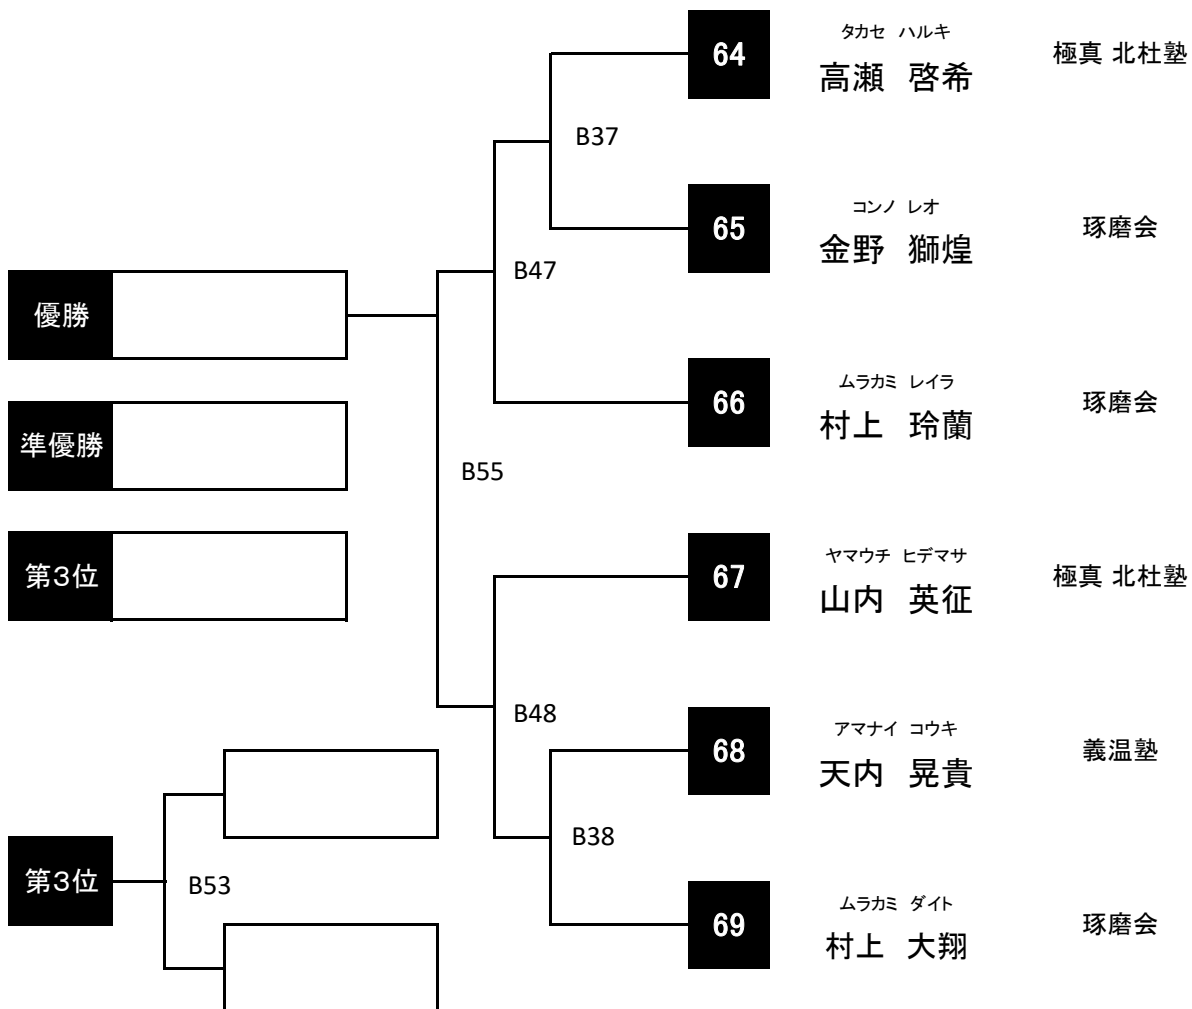 タカセ ハルキ
64 高瀬 啓希 極真 北杜塾
B37
コンノ レオ
65 金野 獅煌 琢磨会
B47
優勝
ムラカミ レイラ
66 村上 玲蘭 琢磨会
準優勝
B55
ヤマウチ ヒデマサ
第3位
67 山内 英征 極真 北杜塾
B48
アマナイ コウキ
68 天内 晃貴 義温塾
B38
第3位
B53
ムラカミ ダイト
69 村上 大翔 琢磨会